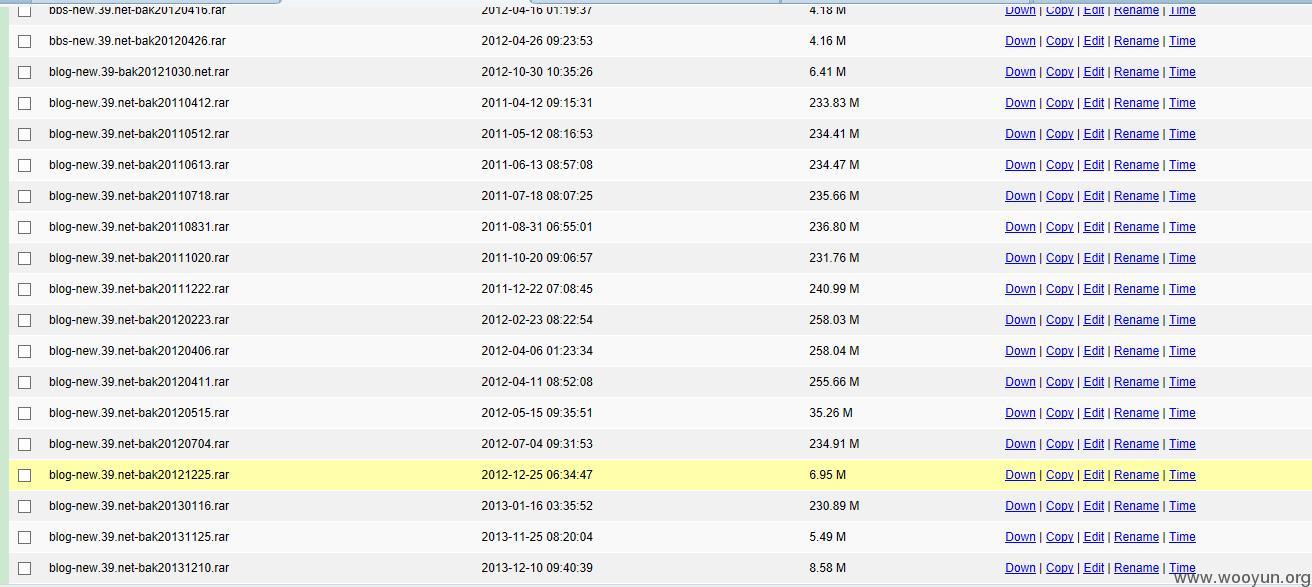 bbs-new.39.net-bak20120416.rar 2012-04-16 01:19:37 4.18 M Down | Copy | Edit | Rename | Time
bbs-new.39.net-bak20120426.rar 2012-04-26 09:23:53 4.16 M Down | Copy | Edit | Rename | Time
blog-new.39-bak20121030.net.rar 2012-10-30 10:35:26 6.41 M Down | Copy | Edit | Rename | Time
blog-new.39.net-bak20110412.rar 2011-04-12 09:15:31 233.83 M Down | Copy | Edit | Rename | Time
blog-new.39.net-bak20110512.rar 2011-05-12 08:16:53 234.41 M Down | Copy | Edit | Rename | Time
blog-new.39.net-bak20110613.rar 2011-06-13 08:57:08 234.47 M Down | Copy | Edit | Rename | Time
blog-new.39.net-bak20110718.rar 2011-07-18 08:07:25 235.66 M Down | Copy | Edit | Rename | Time
blog-new.39.net-bak20110831.rar 2011-08-31 06:55:01 236.80 M Down | Copy | Edit | Rename | Time
blog-new.39.net-bak20111020.rar 2011-10-20 09:06:57 231.76 M Down | Copy | Edit | Rename | Time
blog-new.39.net-bak20111222.rar 2011-12-22 07:08:45 240.99 M Down | Copy | Edit | Rename | Time
blog-new.39.net-bak20120223.rar 2012-02-23 08:22:54 258.03 M Down | Copy | Edit | Rename | Time
blog-new.39.net-bak20120406.rar 2012-04-06 01:23:34 258.04 M Down | Copy | Edit | Rename | Time
blog-new.39.net-bak20120411.rar 2012-04-11 08:52:08 255.66 M Down | Copy | Edit | Rename | Time
blog-new.39.net-bak20120515.rar 2012-05-15 09:35:51 35.26 M Down | Copy | Edit | Rename | Time
blog-new.39.net-bak20120704.rar 2012-07-04 09:31:53 234.91 M Down | Copy | Edit | Rename | Time
blog-new.39.net-bak20121225.rar 2012-12-25 06:34:47 6.95 M Down | Copy | Edit | Rename | Time
blog-new.39.net-bak20130116.rar 2013-01-16 03:35:52 230.89 M Down | Copy | Edit | Rename | Time
blog-new.39.net-bak20131125.rar 2013-11-25 08:20:04 5.49 M Down | Copy | Edit | Rename | Time
blog-new.39.net-bak20131210.rar 2013-12-10 09:40:39 8.58 M Down | Copy | Edit | Rename | Time
www.wooyun.org